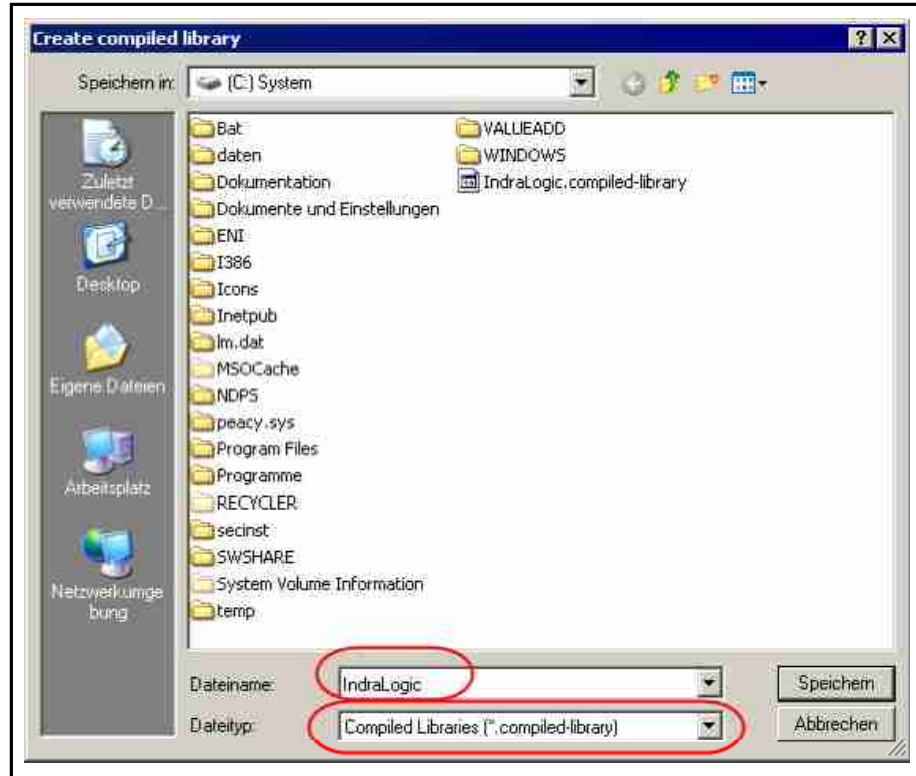 Create compiled library
Speichern in:
(C:) System
Zuletzt
verwendete D...
Desktop
Eigene Dateien
Arbeitsplatz
Netzwerkumge
bung
Bat
daten
Dokumentation
Dokumente und Einstellungen
ENI
I386
Icons
Inetpub
lm.dat
MSOCache
NDPS
peacy.sys
Program Files
Programme
RECYCLER
secinst
SWSHARE
System Volume Information
temp
VALUEADD
WINDOWS
IndraLogic.compiled-library
Dateiname:
IndraLogic
Speichern
Dateityp:
Compiled Libraries (*.compiled-library)
Abbrechen